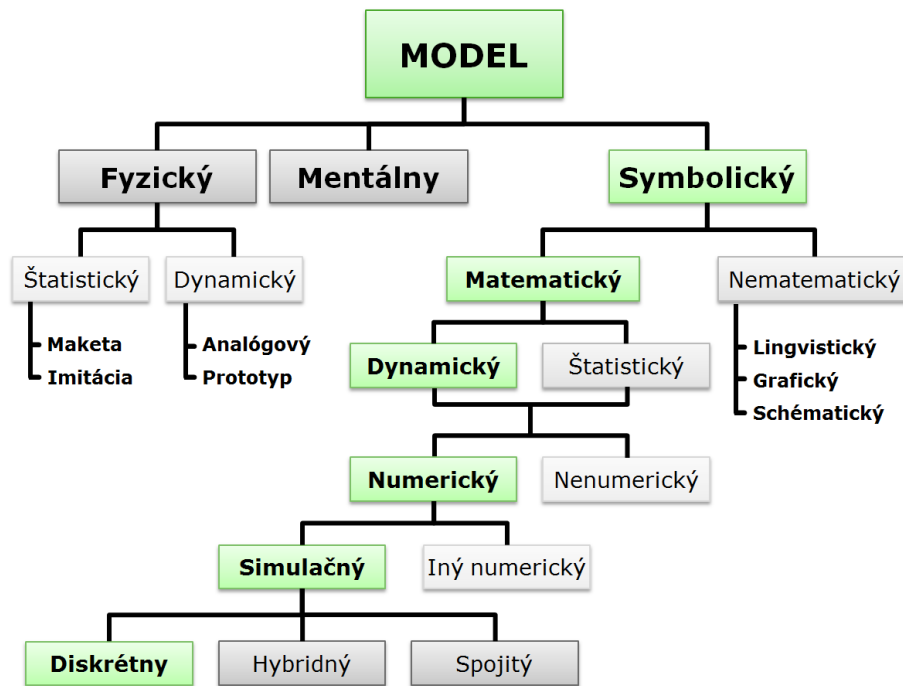 MODEL
Fyzický
Mentálny
Symbolický
Štatistický
Dynamický
Matematický
Nematematický
Maketa
Imitácia
Analógový
Prototyp
Dynamický
Štatistický
Lingvistický
Grafický
Schématický
Numerický
Nenumerický
Simulačný
Iný numerický
Diskrétny
Hybridný
Spojitý